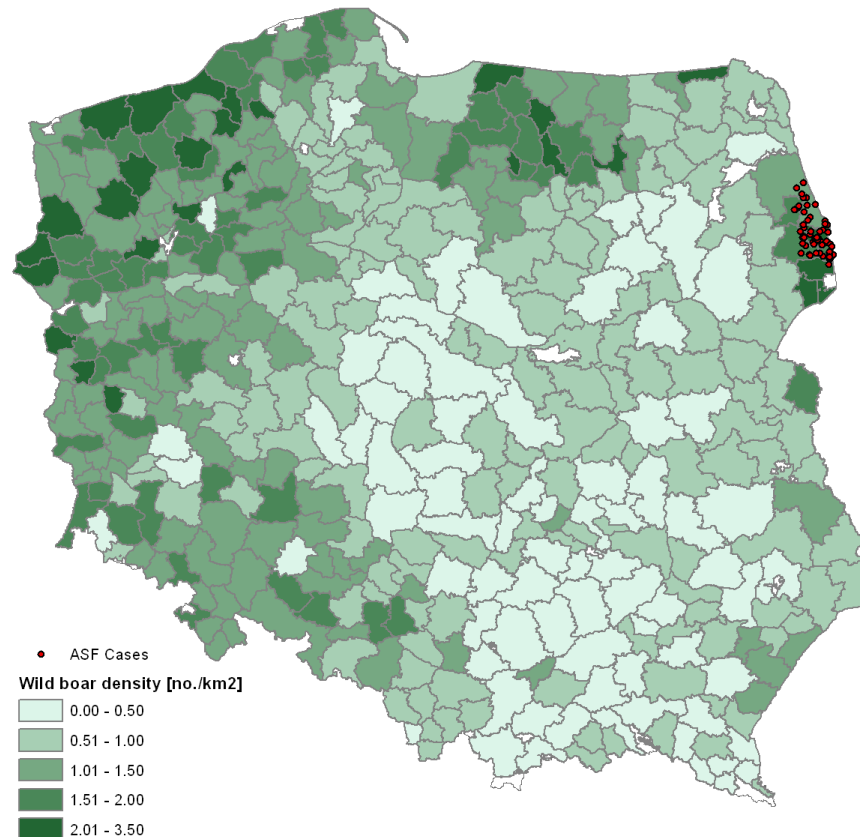 ASF Cases
Wild boar density [no./km2]
0.00 - 0.50
0.51 - 1.00
1.01 - 1.50
1.51 - 2.00
2.01 - 3.50